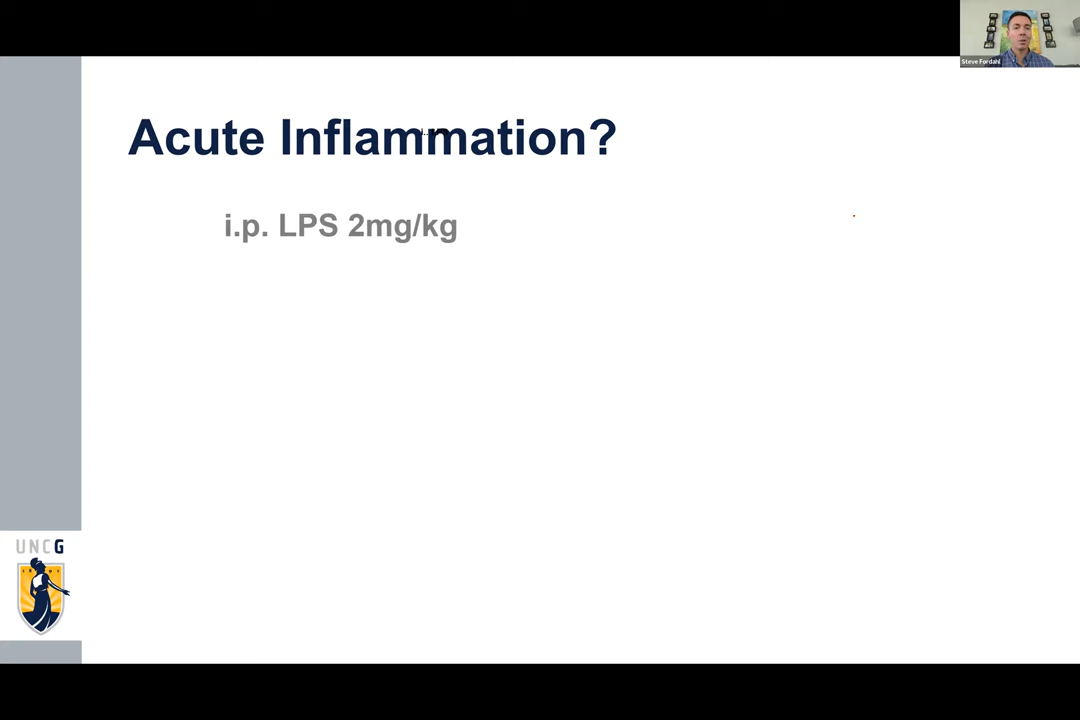 Steve Fordahl
Acute Inflammation?
i.p. LPS 2mg/kg
UNCG